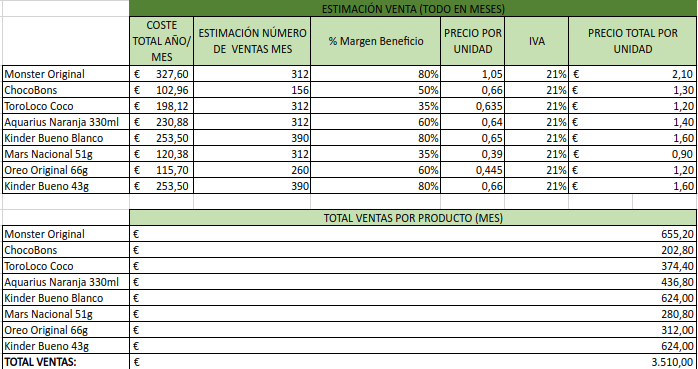 ESTIMACIÓN VENTA (TODO EN MESES)
COSTE TOTAL AÑO/ MES ESTIMACIÓN NÚMERO DE VENTAS MES % Margen Beneficio PRECIO POR UNIDAD IVA PRECIO TOTAL POR UNIDAD
Monster Original € 327,60 312 80% 1,05 21% € 2,10
ChocoBons € 102,96 156 50% 0,66 21% € 1,30
ToroLoco Coco € 198,12 312 35% 0,635 21% € 1,20
Aquarius Naranja 330ml € 230,88 312 60% 0,64 21% € 1,40
Kinder Bueno Blanco € 253,50 390 80% 0,65 21% € 1,60
Mars Nacional 51g € 120,38 312 35% 0,39 21% € 0,90
Oreo Original 66g € 115,70 260 60% 0,445 21% € 1,20
Kinder Bueno 43g € 253,50 390 80% 0,66 21% € 1,60
TOTAL VENTAS POR PRODUCTO (MES)
Monster Original € 655,20
ChocoBons € 202,80
ToroLoco Coco € 374,40
Aquarius Naranja 330ml € 436,80
Kinder Bueno Blanco € 624,00
Mars Nacional 51g € 280,80
Oreo Original 66g € 312,00
Kinder Bueno 43g € 624,00
TOTAL VENTAS: € 3.510,00